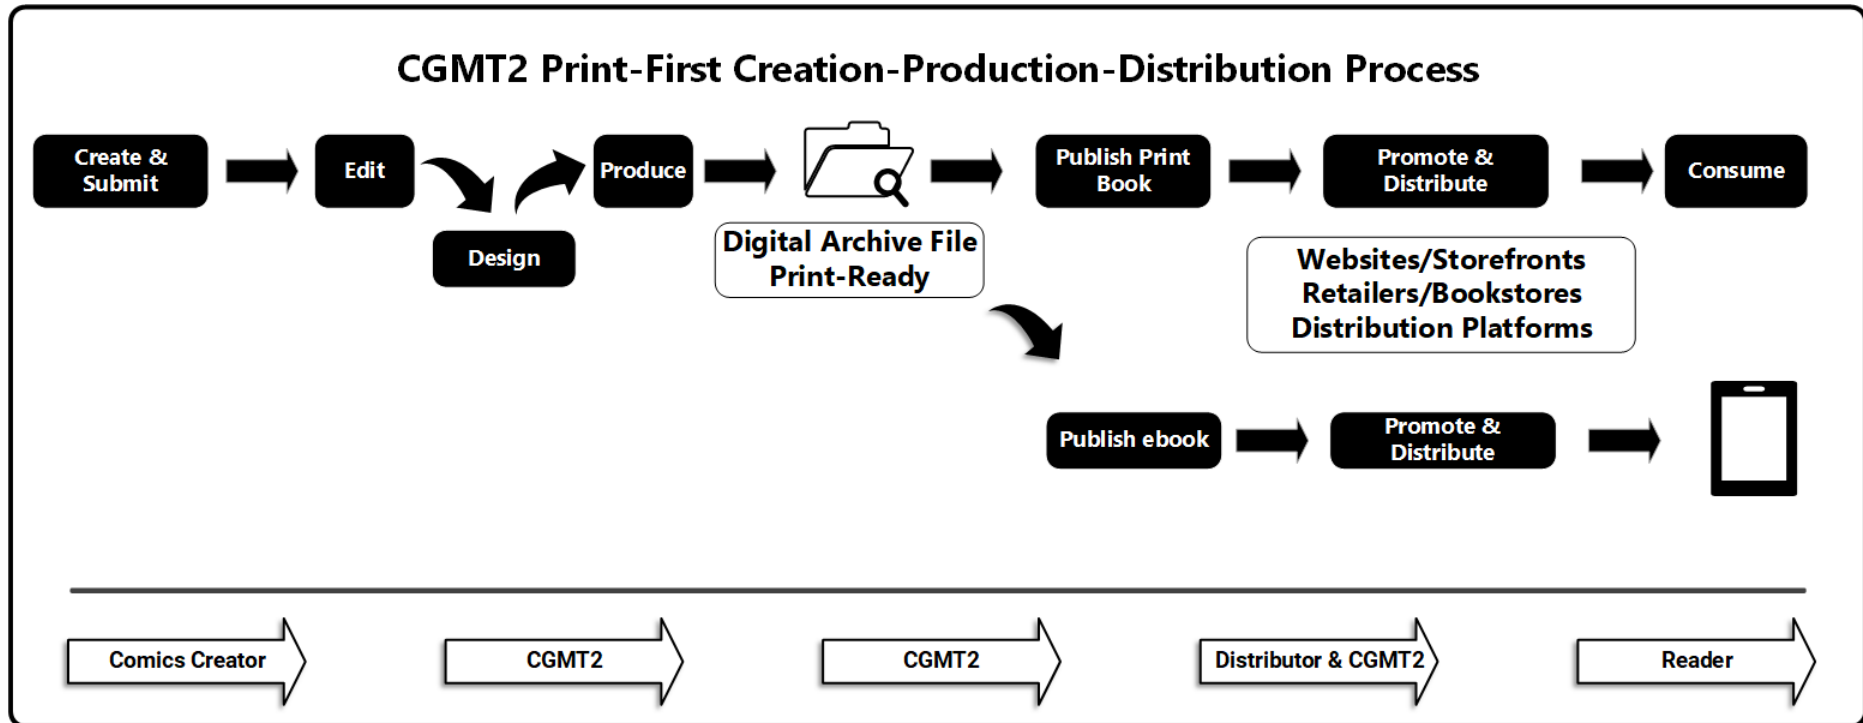 CGMT2 Print-First Creation-Production-Distribution Process
Create &
Submit
Edit
Design
Produce
Digital Archive File
Print-Ready
Publish Print
Book
Promote &
Distribute
Consume
Websites/Storefronts
Retailers/Bookstores
Distribution Platforms
Publish ebook
Promote &
Distribute
Comics Creator
CGMT2
CGMT2
Distributor & CGMT2
Reader